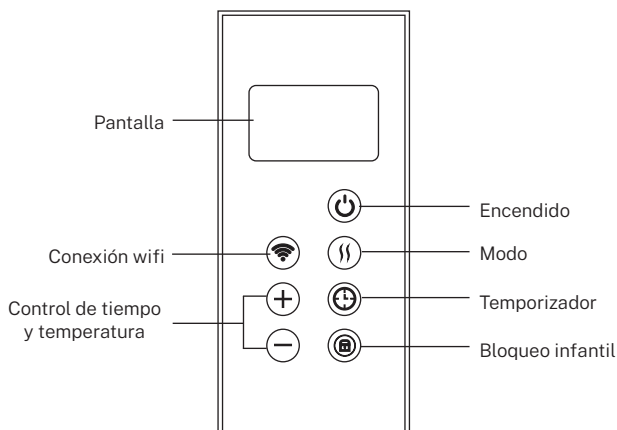 Pantalla
Encendido
Conexión wifi
Modo
Control de tiempo
y temperatura
Temporizador
Bloqueo infantil